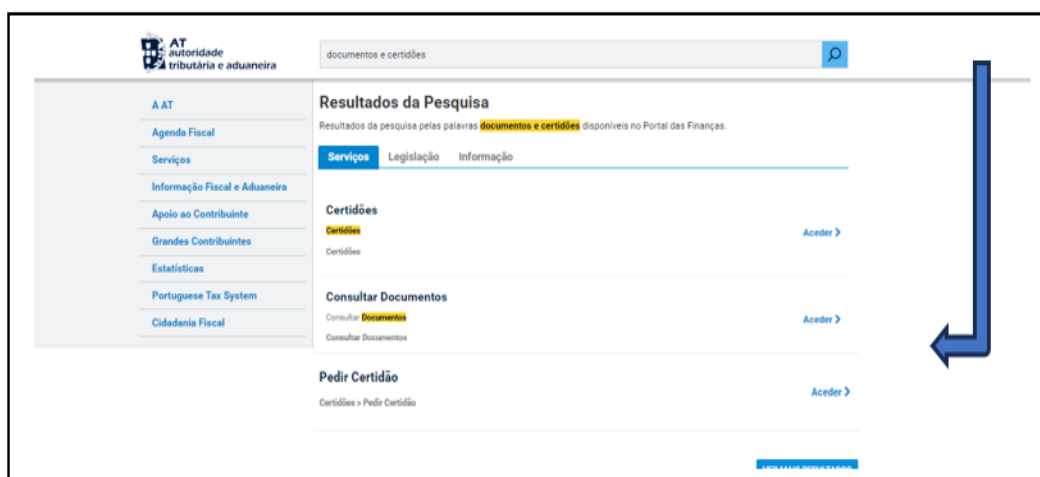 AT
autoridade
tributária e aduaneira
documentos e certidões
A AT
Agenda Fiscal
Serviços
Informação Fiscal e Aduaneira
Apoio ao Contribuinte
Grandes Contribuintes
Estatísticas
Portuguese Tax System
Cidadania Fiscal
Resultados da Pesquisa
Resultados da pesquisa pelas palavras documentos e certidões disponíveis no Portal das Finanças.
Serviços Legislação Informação
Certidões
Certidões
Aceder
Certidões
Consultar Documentos
Consultar Documentos
Aceder
Consultar Documentos
Pedir Certidão
Aceder
Certidões > Pedir Certidão
VER MAIS RESULTADOS